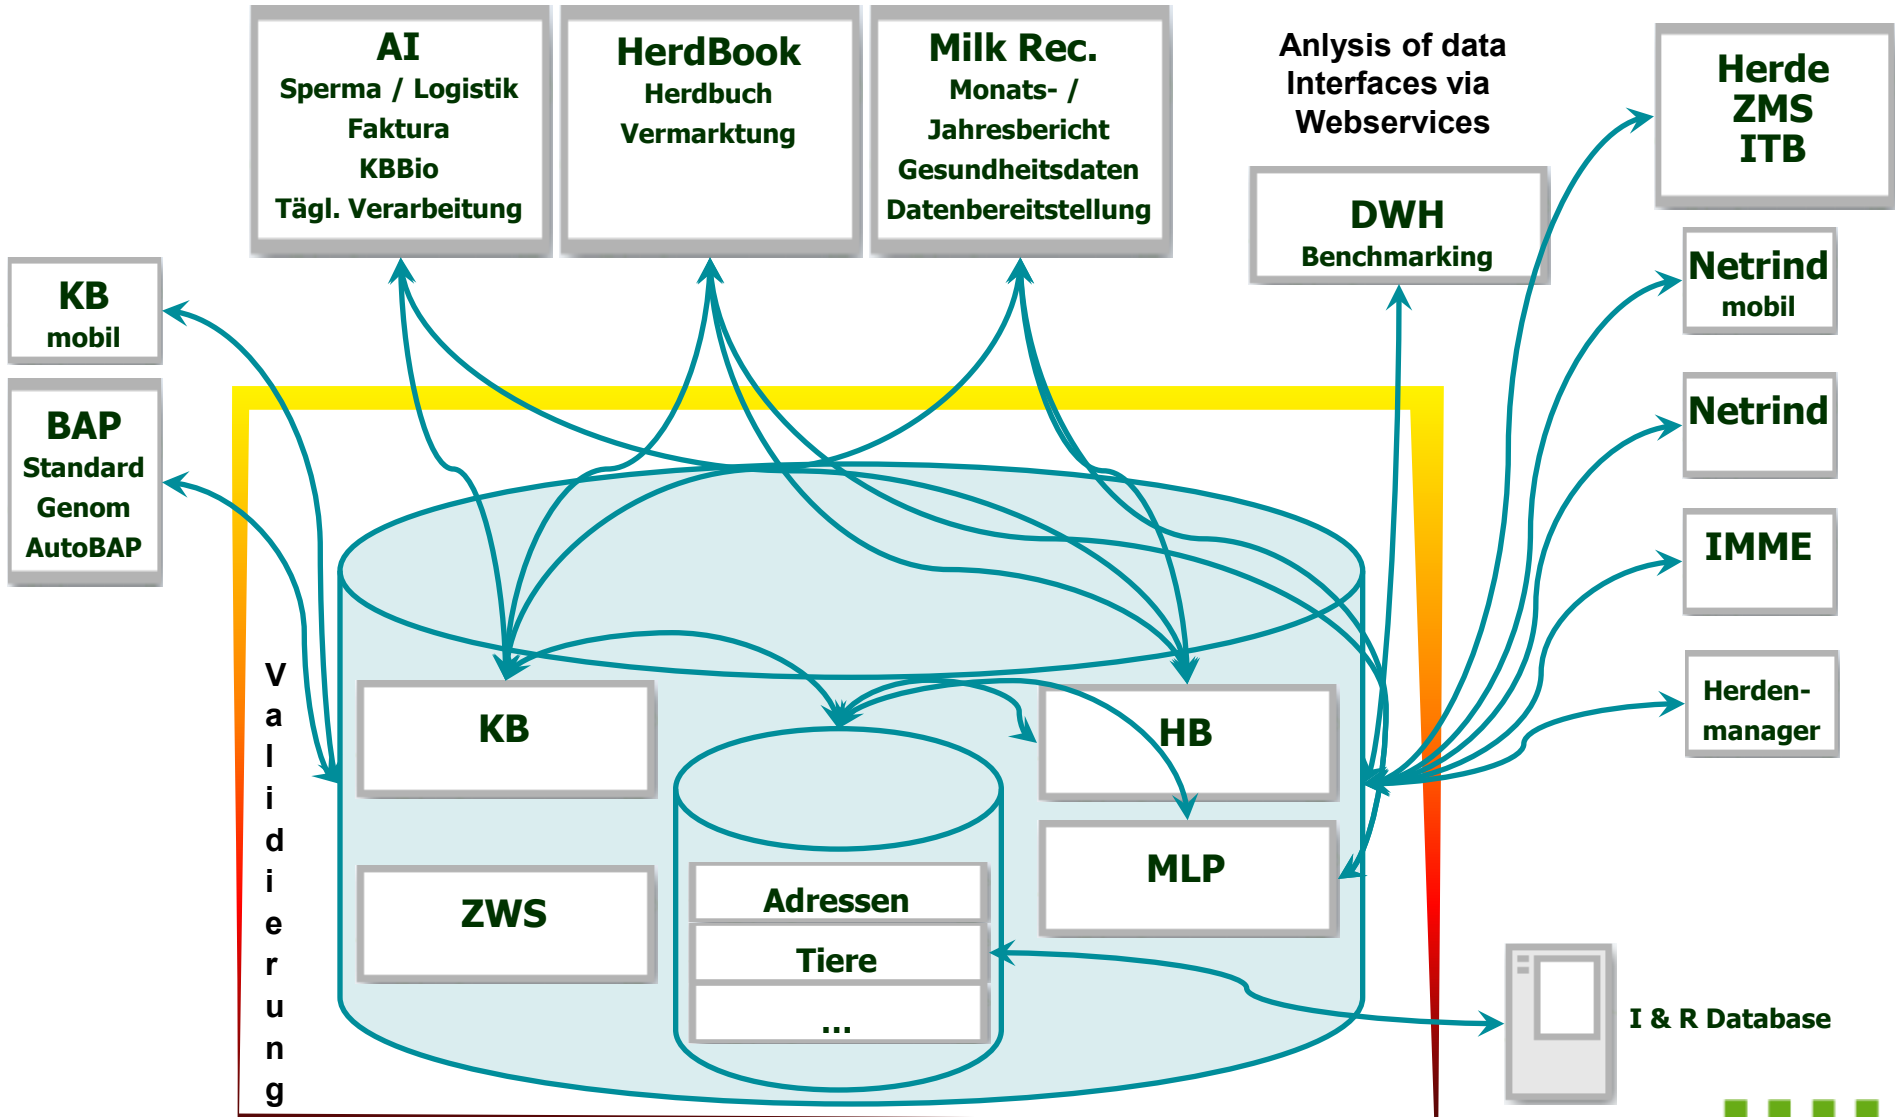 AI
Sperma / Logistik
Faktura
KBBio
Tägl. Verarbeitung
HerdBook
Herdbuch
Vermarktung
Milk Rec.
Monats- /
Jahresbericht
Gesundheitsdaten
Datenbereitstellung
Anlysis of data
Interfaces via
Webservices
DWH
Benchmarking
Herde
ZMS
ITB
KB
mobil
BAP
Standard
Genom
AutoBAP
Netrind
mobil
Netrind
IMME
Herden-
manager
V
a
l
i
d
i
e
r
u
n
g
KB
ZWS
HB
MLP
Adressen
Tiere
...
I & R Database